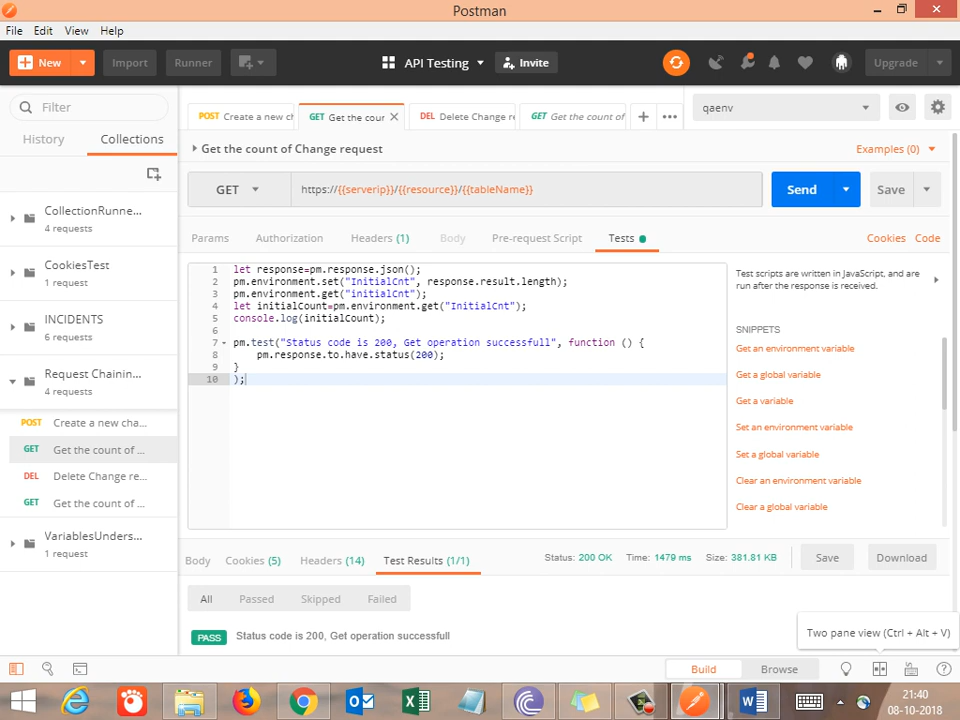 Postman
File Edit View Help
New Import Runner API Testing Invite Upgrade
Filter
History Collections
CollectionRunne...
4 requests
CookiesTest
1 request
INCIDENTS
6 requests
Request Chainin...
4 requests
POST Create a new cha...
GET Get the count of ...
DEL Delete Change re...
GET Get the count of ...
VariablesUnders...
1 request
POST Create a new ch GET Get the cour DEL Delete Change re GET Get the count of
qaenv
Get the count of Change request
Examples (0)
GET https://{{serverip}}/{{resource}}/{{tableName}} Send Save
Params Authorization Headers (1) Body Pre-request Script Tests Cookies Code
1 let response=pm.response.json();
2 pm.environment.set("InitialCnt", response.result.length);
3 pm.environment.get("initialCnt");
4 let initialCount=pm.environment.get("InitialCnt");
5 console.log(initialCount);
6
7 pm.test("Status code is 200, Get operation successfull", function () {
8 pm.response.to.have.status(200);
9 }
10 );
Test scripts are written in JavaScript, and are
run after the response is received.
SNIPPETS
Get an environment variable
Get a global variable
Get a variable
Set an environment variable
Set a global variable
Clear an environment variable
Clear a global variable
Body Cookies (5) Headers (14) Test Results (1/1) Status: 200 OK Time: 1479 ms Size: 381.81 KB Save Download
All Passed Skipped Failed
PASS Status code is 200, Get operation successfull
Two pane view (Ctrl + Alt + V)
Build Browse
21:40
08-10-2018